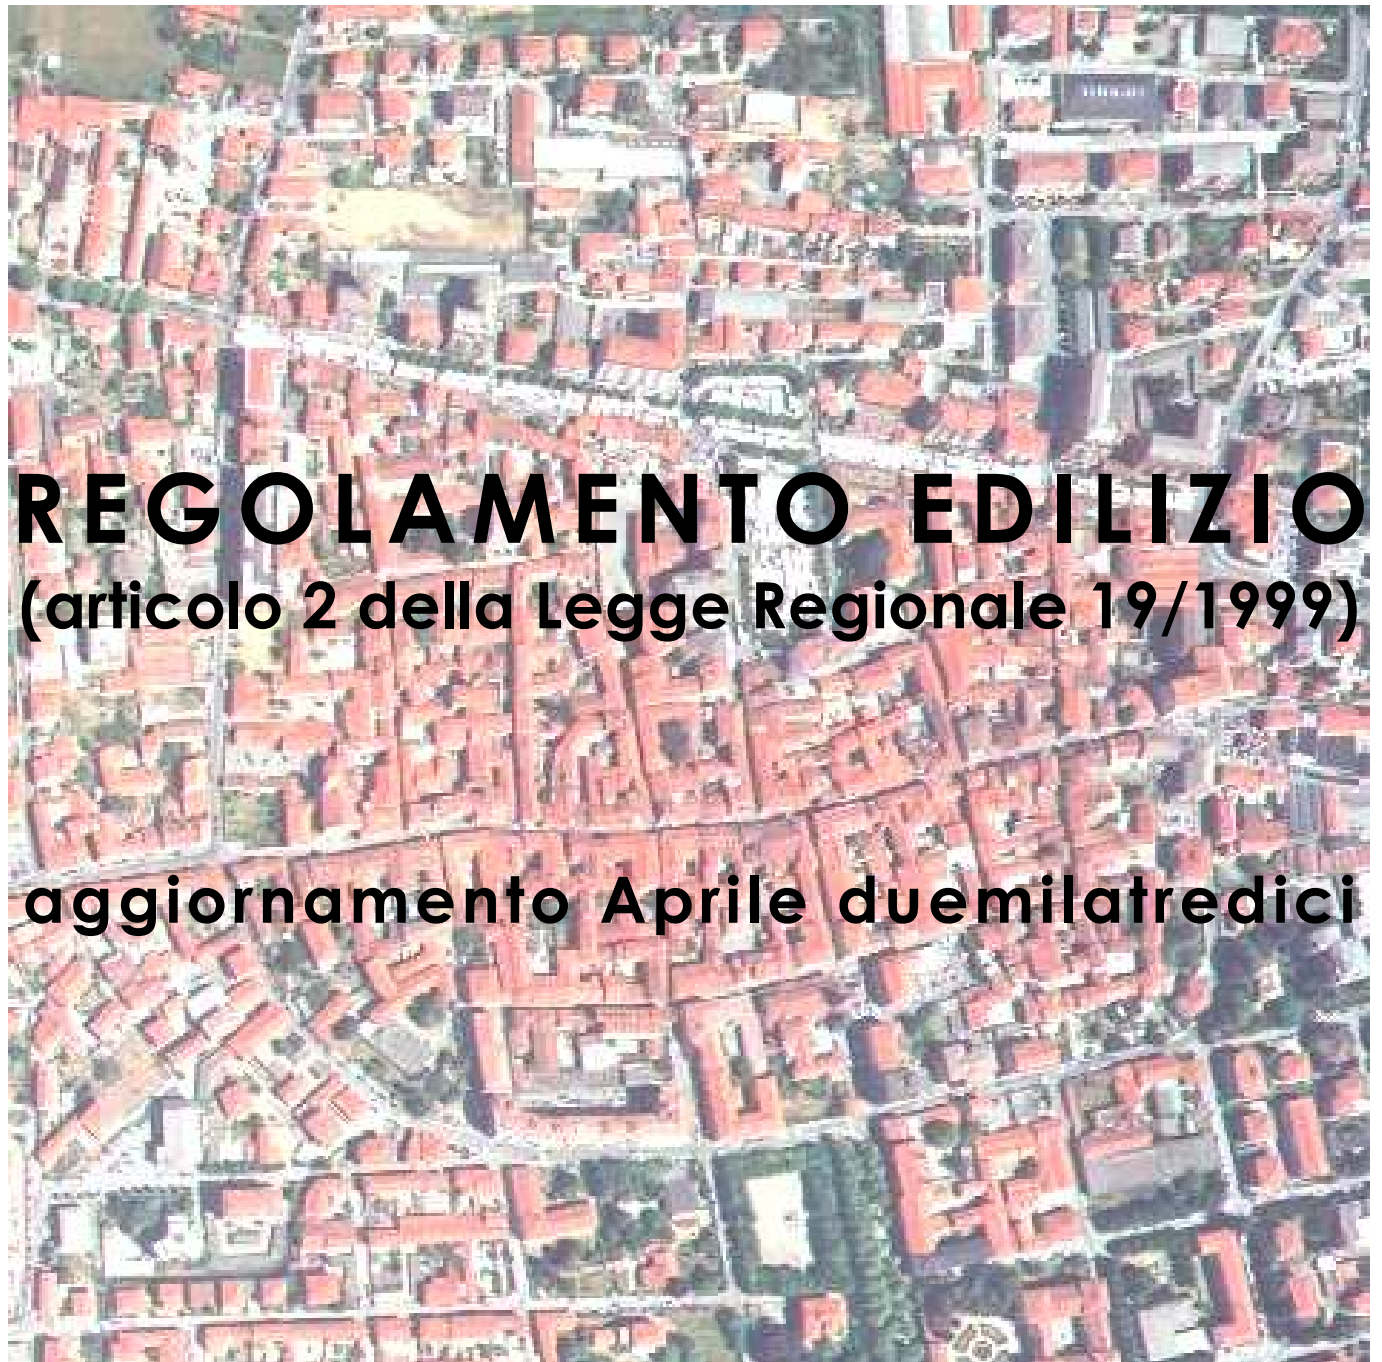 REGOLAMENTO EDILIZIO
(articolo 2 della Legge Regionale 19/1999)
aggiornamento Aprile duemilatredici